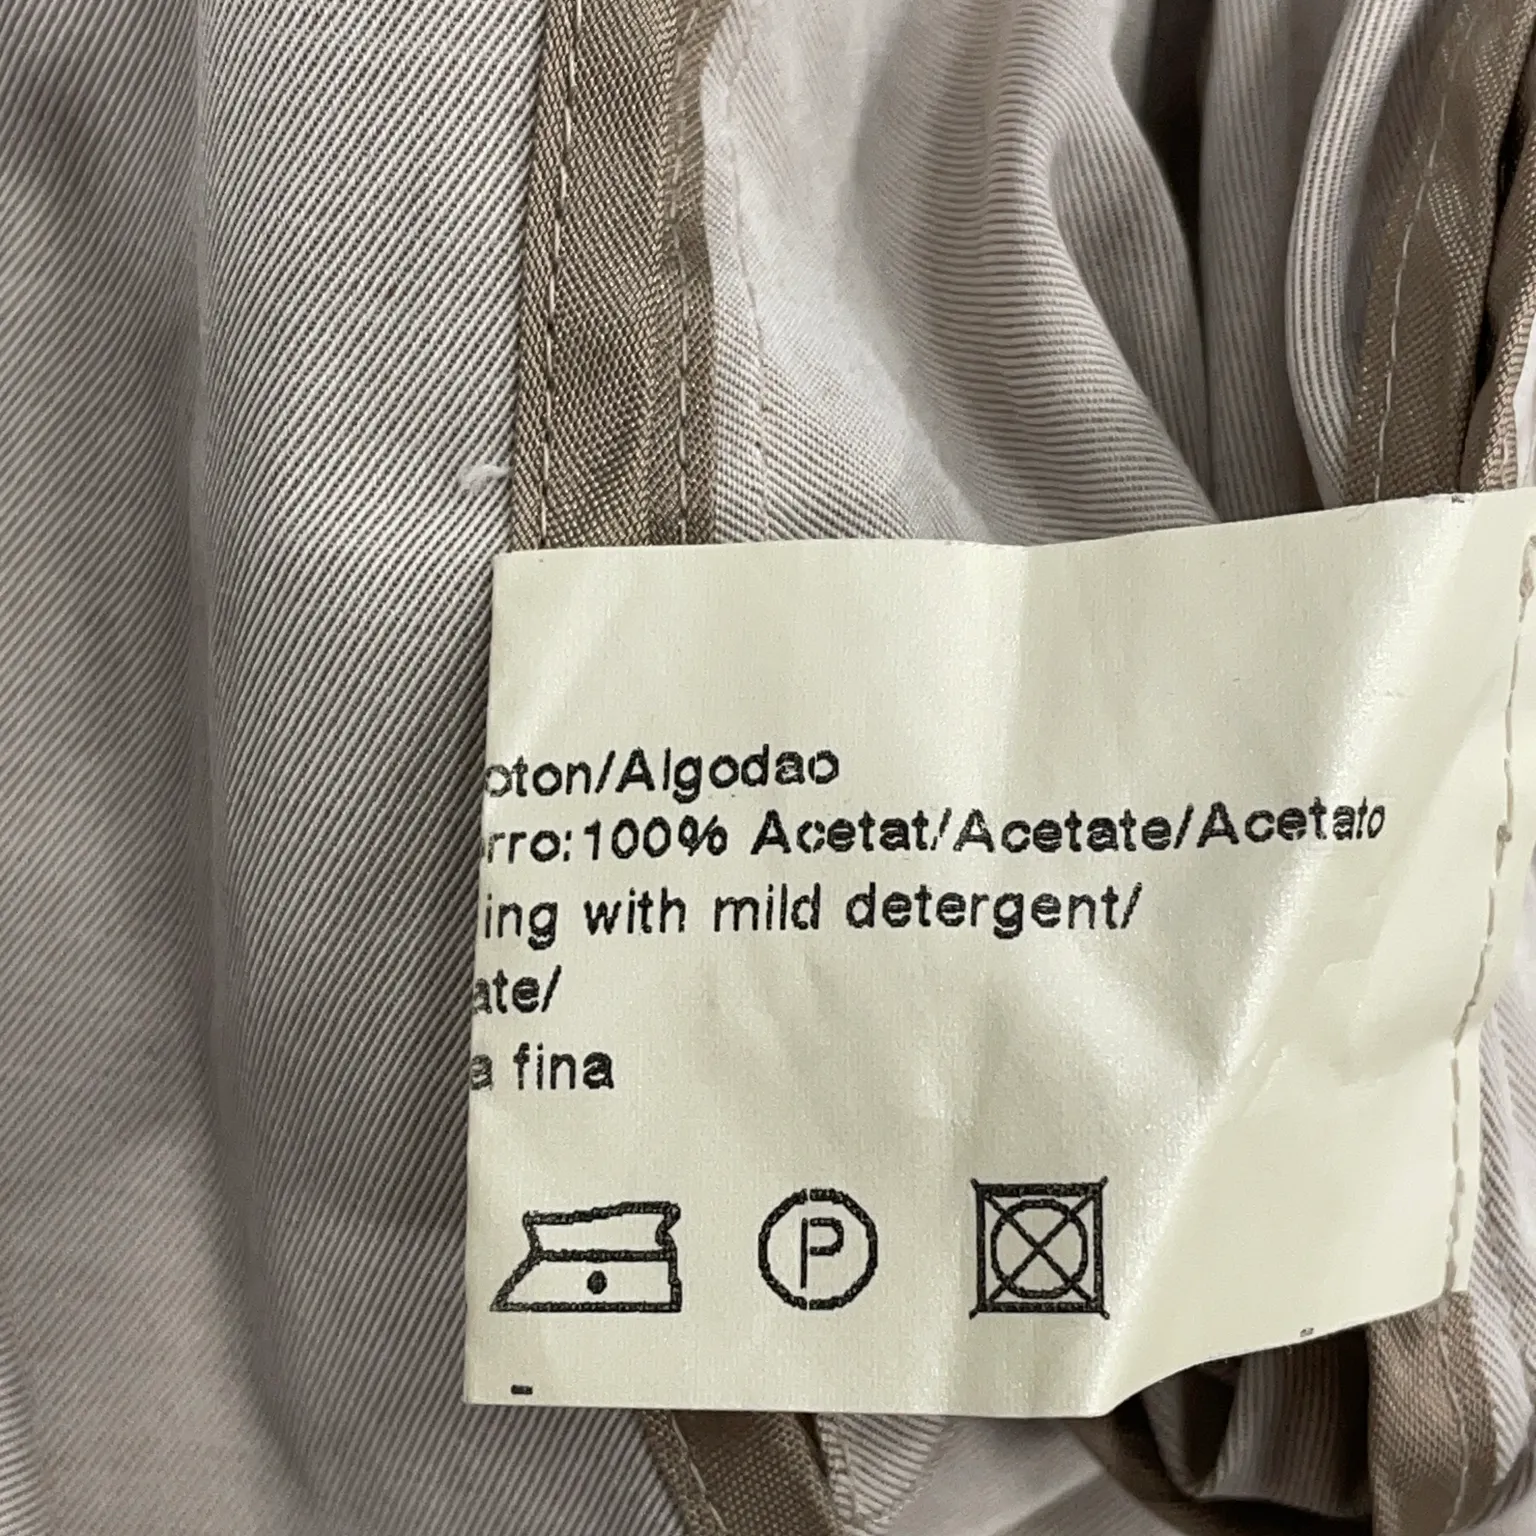 oton/Algodao
rro:100% Acetat/Acetate/Acetato
ing with mild detergent/
ate/
a fina
P